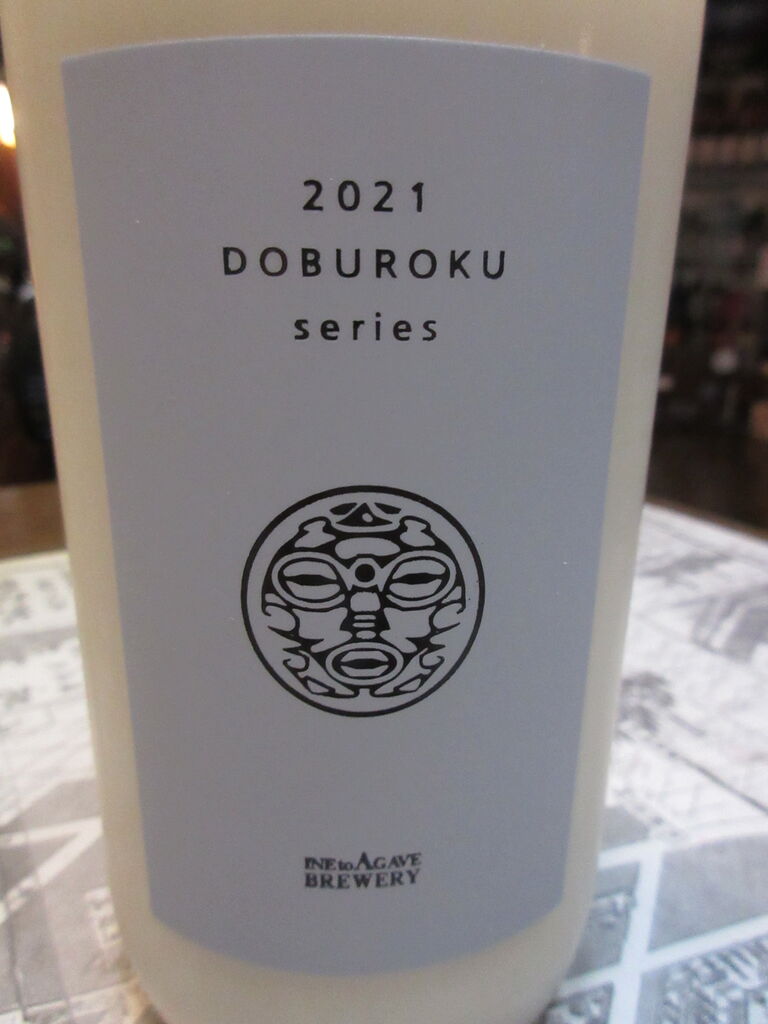 2021
DOBUROKU
series
INE to AGAVE
BREWERY